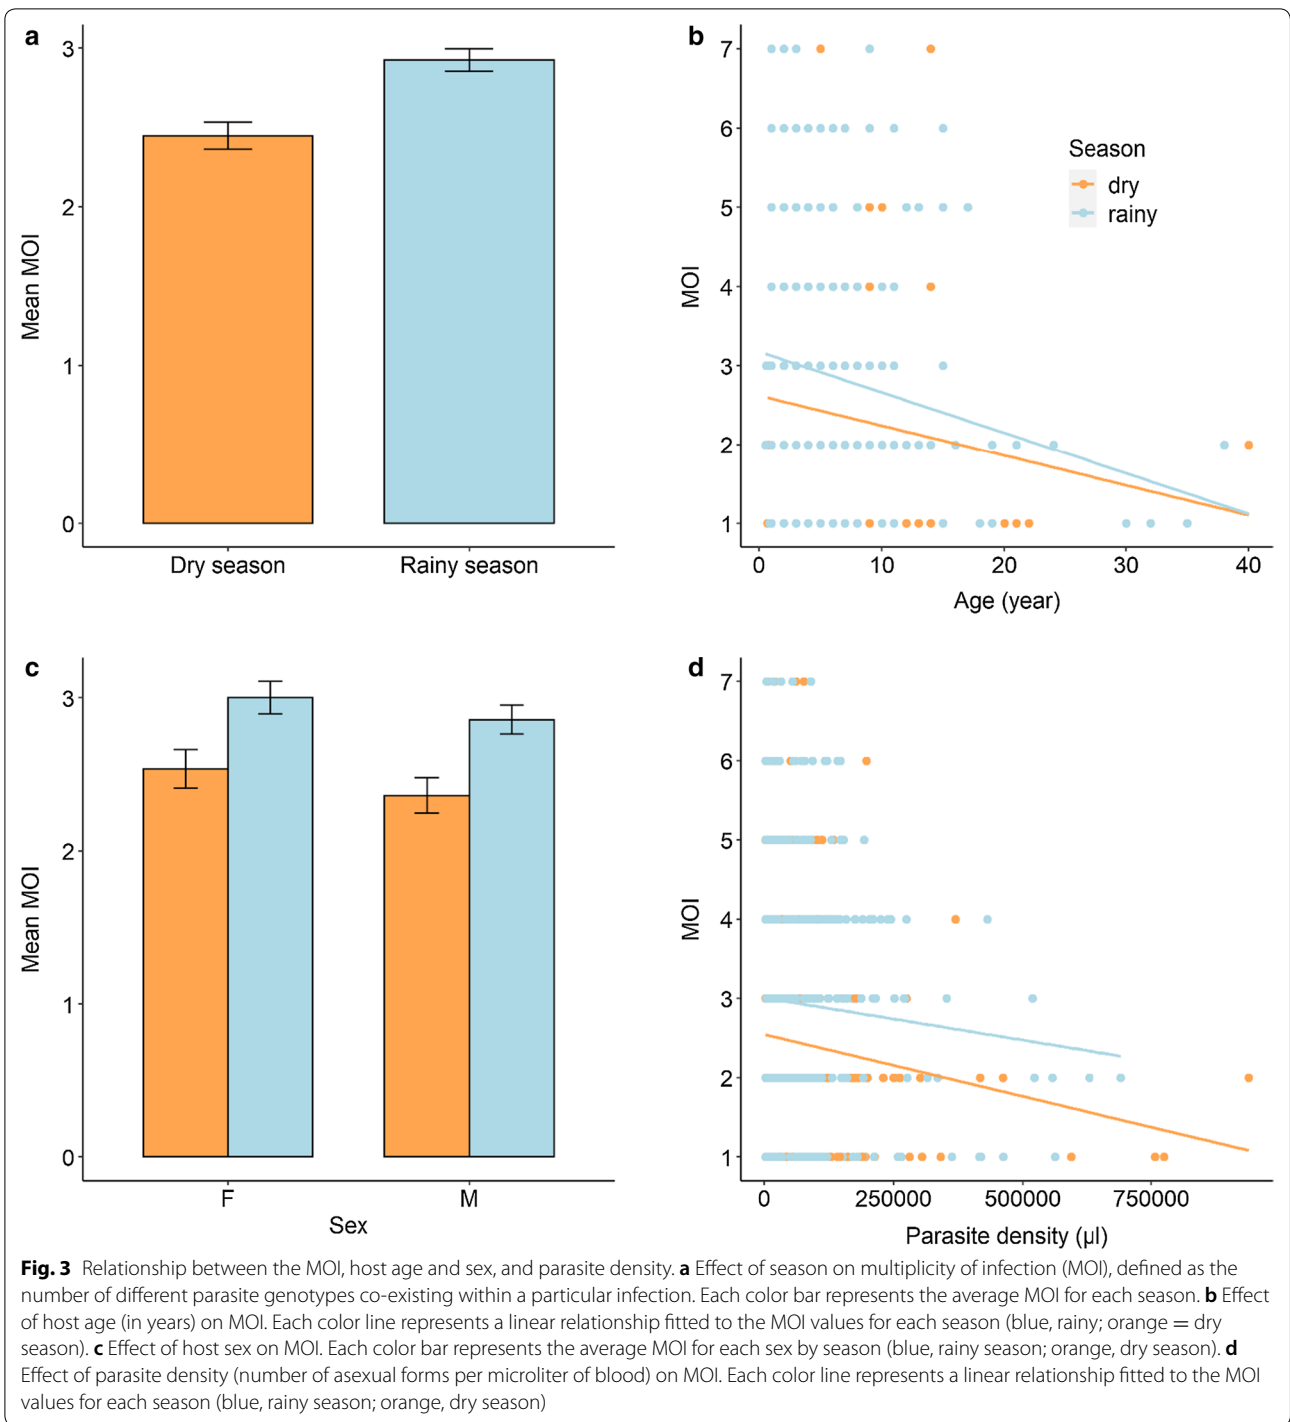 a
3
2
1
0
Mean MOI
Dry season
Rainy season
b
7
6
5
4
3
2
1
MOI
Season
dry
rainy
0
10
20
30
40
Age (year)
c
3
2
1
0
Mean MOI
F
M
Sex
d
7
6
5
4
3
2
1
MOI
0
250000
500000
750000
Parasite density (µl)
Fig. 3 Relationship between the MOI, host age and sex, and parasite density. a Effect of season on multiplicity of infection (MOI), defined as the
number of different parasite genotypes co-existing within a particular infection. Each color bar represents the average MOI for each season. b Effect
of host age (in years) on MOI. Each color line represents a linear relationship fitted to the MOI values for each season (blue, rainy; orange = dry
season). c Effect of host sex on MOI. Each color bar represents the average MOI for each sex by season (blue, rainy season; orange, dry season). d
Effect of parasite density (number of asexual forms per microliter of blood) on MOI. Each color line represents a linear relationship fitted to the MOI
values for each season (blue, rainy season; orange, dry season)